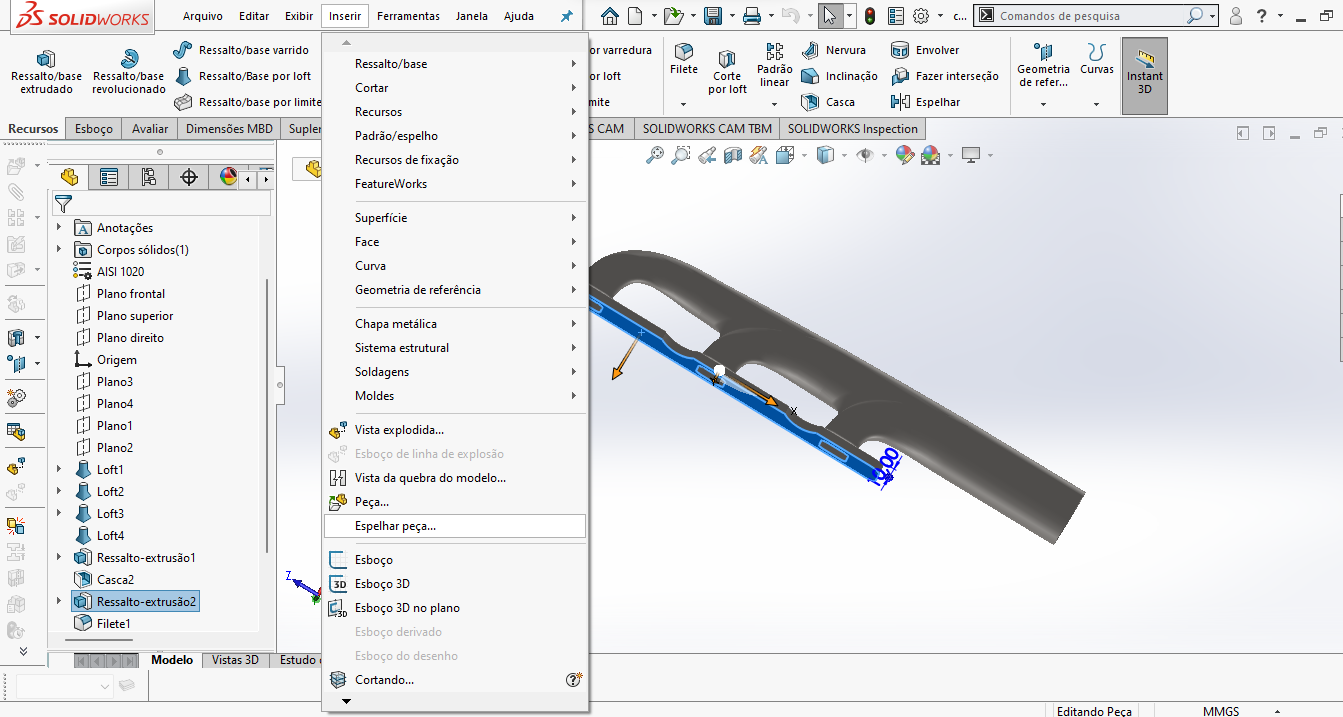 SOLIDWORKS
Arquivo Editar Exibir Inserir Ferramentas Janela Ajuda
c... Comandos de pesquisa ?
Ressalto/base extrudado
Ressalto/base revolucionado
Ressalto/base varrido
Ressalto/base por loft
Ressalto/base por limite
or varredura
or loft
mite
Filete
Corte por loft
Padrão linear
Nervura
Inclinação
Casca
Envolver
Fazer interseção
Espelhar
Geometria de refer...
Curvas
Instant 3D
Recursos Esboço Avaliar Dimensões MBD Supler
S CAM SOLIDWORKS CAM TBM SOLIDWORKS Inspection
Anotações
Corpos sólidos(1)
AISI 1020
Plano frontal
Plano superior
Plano direito
Origem
Plano3
Plano4
Plano1
Plano2
Loft1
Loft2
Loft3
Loft4
Ressalto-extrusão1
Casca2
Ressalto-extrusão2
Filete1
Ressalto/base
Cortar
Recursos
Padrão/espelho
Recursos de fixação
FeatureWorks
Superfície
Face
Curva
Geometria de referência
Chapa metálica
Sistema estrutural
Soldagens
Moldes
Vista explodida...
Esboço de linha de explosão
Vista da quebra do modelo...
Peça...
Espelhar peça...
Esboço
3D Esboço 3D
3D Esboço 3D no plano
Esboço derivado
Esboço do desenho
Cortando...
X
Z
Modelo Vistas 3D Estudo
Editando Peça MMGS